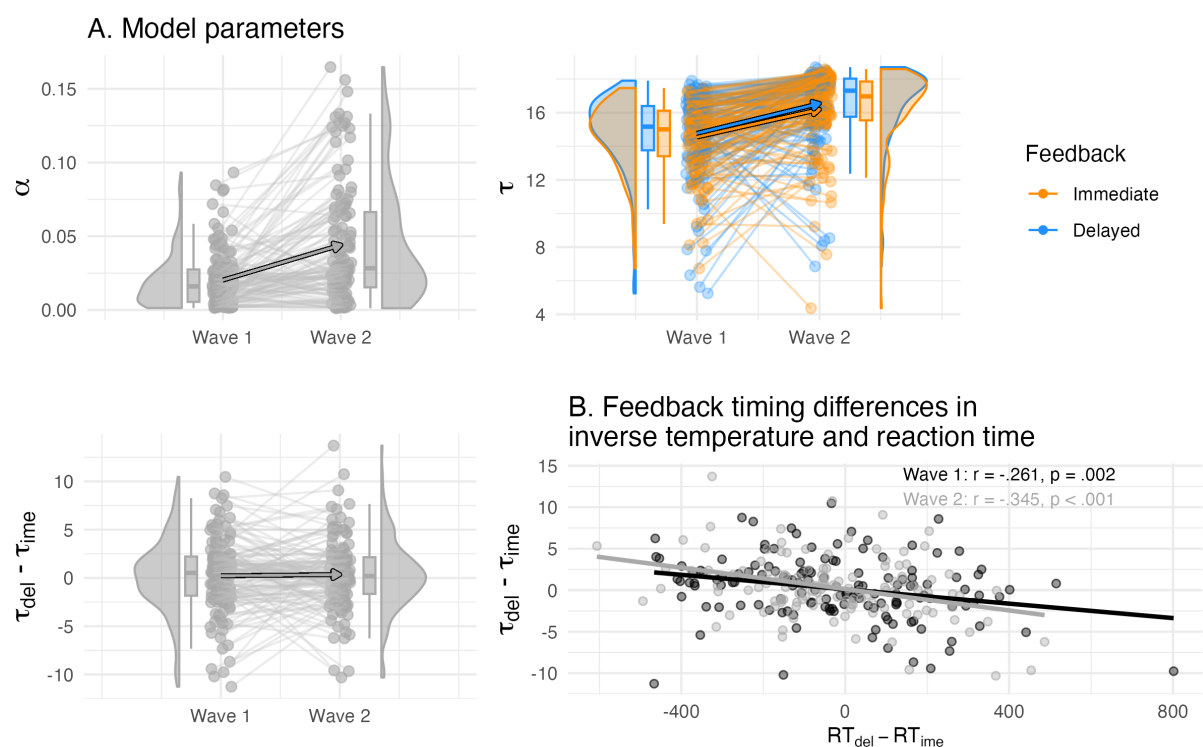 A. Model parameters
α
0.15
0.10
0.05
0.00
Wave 1 Wave 2
τ
16
12
8
4
Wave 1 Wave 2
Feedback
Immediate
Delayed
τdel - τime
10
5
0
-5
-10
Wave 1 Wave 2
B. Feedback timing differences in
inverse temperature and reaction time
Wave 1: r = -.261, p = .002
Wave 2: r = -.345, p < .001
τdel - τime
15
10
5
0
-5
-10
-400 0 400 800
RTdel – RTime